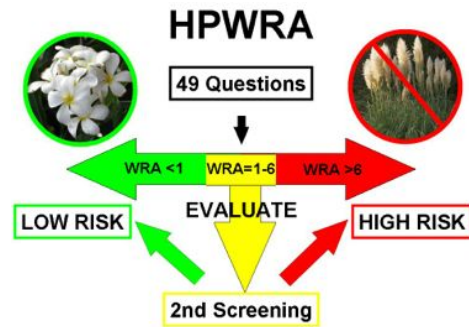 HPWRA
49 Questions
WRA <1
WRA=1-6
WRA >6
EVALUATE
LOW RISK
HIGH RISK
2nd Screening